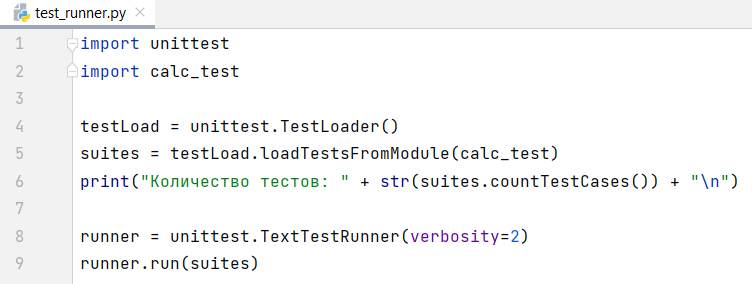 test_runner.py
1 import unittest
2 import calc_test
3
4 testLoad = unittest.TestLoader()
5 suites = testLoad.loadTestsFromModule(calc_test)
6 print("Количество тестов: " + str(suites.countTestCases()) + "\n")
7
8 runner = unittest.TextTestRunner(verbosity=2)
9 runner.run(suites)